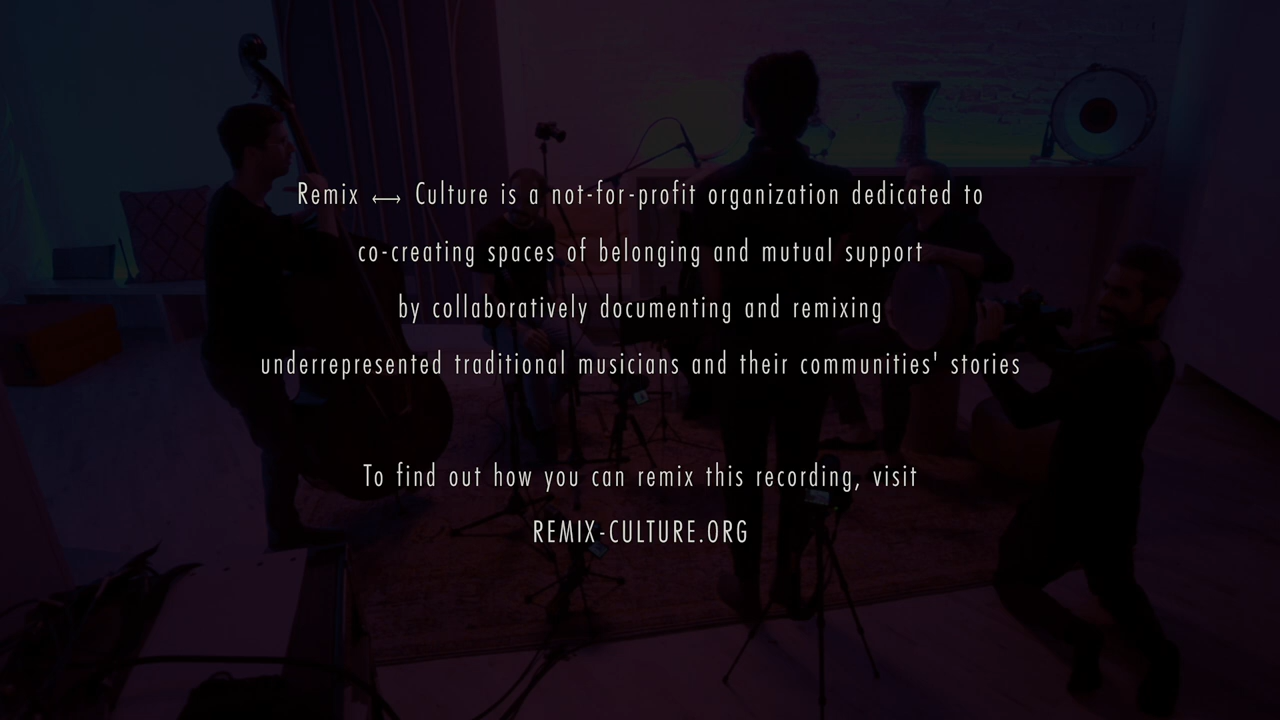 Remix ⟷ Culture is a not-for-profit organization dedicated to
co-creating spaces of belonging and mutual support
by collaboratively documenting and remixing
underrepresented traditional musicians and their communities' stories
To find out how you can remix this recording, visit
REMIX-CULTURE.ORG